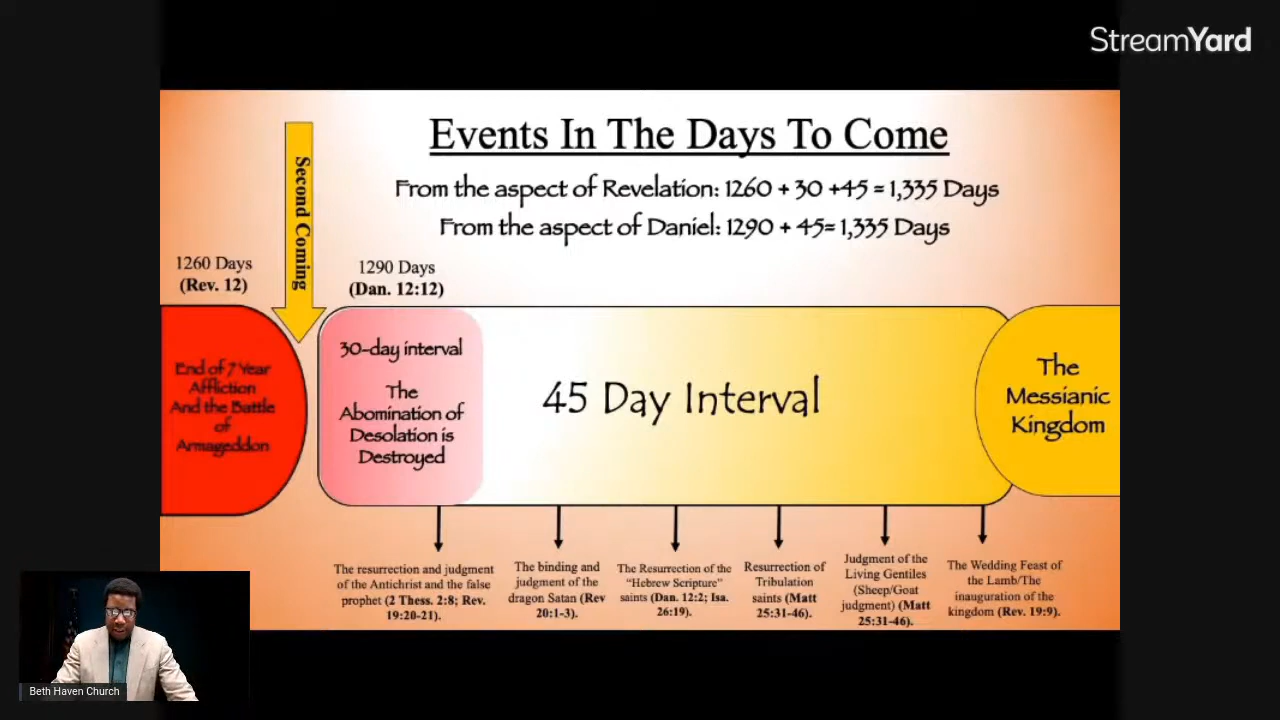 StreamYard
Events In The Days To Come
From the aspect of Revelation: 1260 + 30 +45 = 1,335 Days
From the aspect of Daniel: 1290 + 45= 1,335 Days
Second Coming
1260 Days
(Rev. 12)
1290 Days
(Dan. 12:12)
End of 7 Year
Affliction
And the Battle
of
Armageddon
30-day interval
The
Abomination of
Desolation is
Destroyed
45 Day Interval
The
Messianic
Kingdom
The resurrection and judgment
of the Antichrist and the false
prophet (2 Thess. 2:8; Rev.
19:20-21).
The binding and
judgment of the
dragon Satan (Rev
20:1-3).
The Resurrection of the
“Hebrew Scripture”
saints (Dan. 12:2; Isa.
26:19).
Resurrection of
Tribulation
saints (Matt
25:31-46).
Judgment of the
Living Gentiles
(Sheep/Goat
judgment) (Matt
25:31-46).
The Wedding Feast of
the Lamb/The
inauguration of the
kingdom (Rev. 19:9).
Beth Haven Church